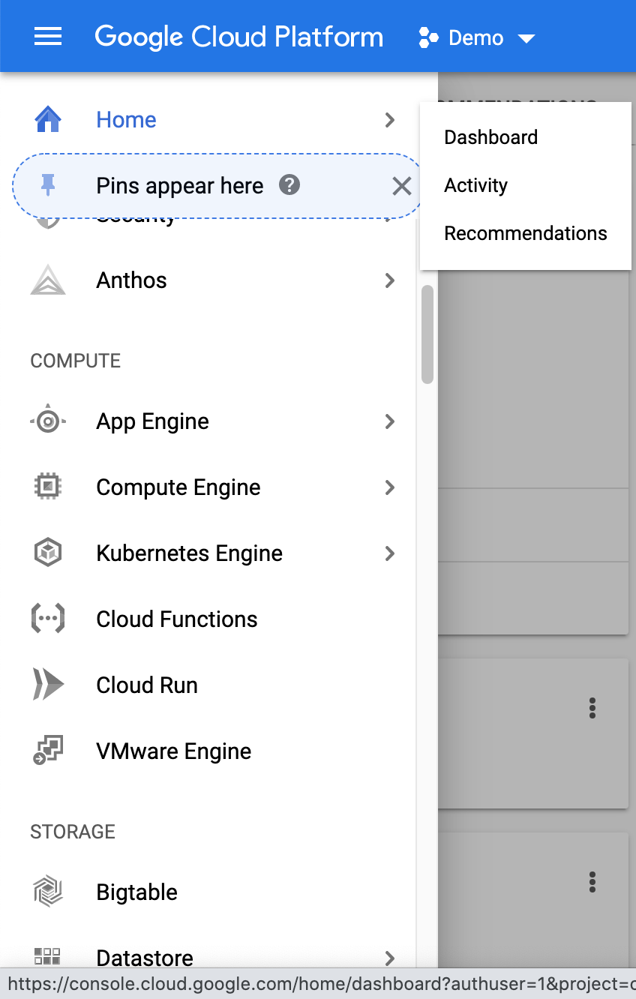 Google Cloud Platform Demo
Home
Dashboard
Pins appear here
Activity
Security
Recommendations
Anthos
COMPUTE
App Engine
Compute Engine
Kubernetes Engine
Cloud Functions
Cloud Run
VMware Engine
STORAGE
Bigtable
Datastore
https://console.cloud.google.com/home/dashboard?authuser=1&project=